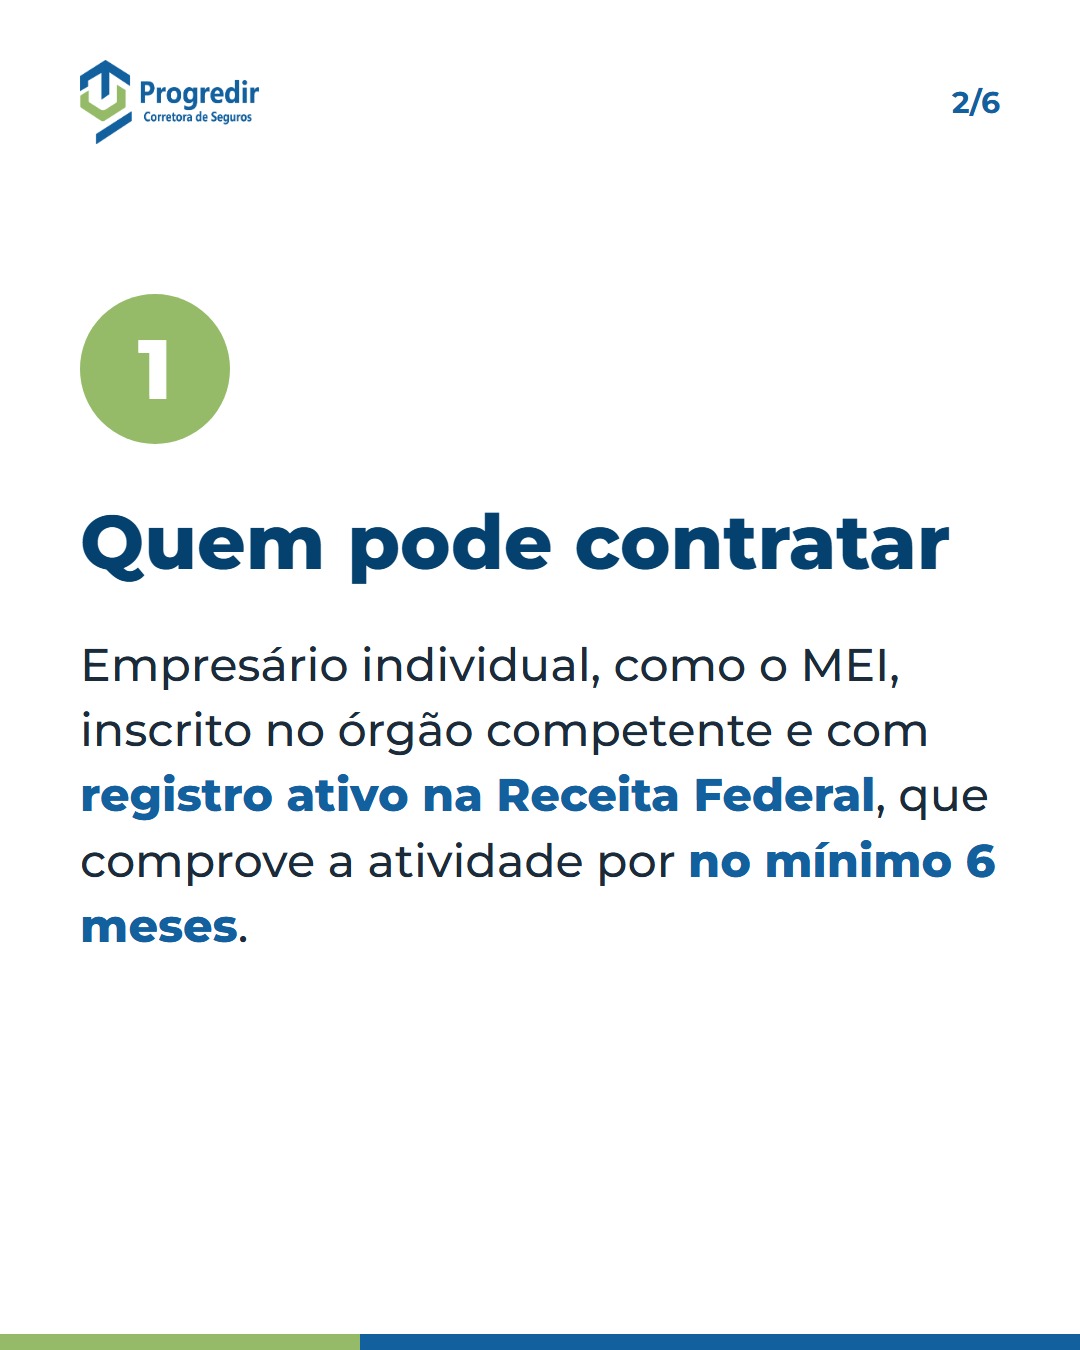 Progredir
Corretora de Seguros
2/6
1
Quem pode contratar
Empresário individual, como o MEI,
inscrito no órgão competente e com
registro ativo na Receita Federal, que
comprove a atividade por no mínimo 6
meses.